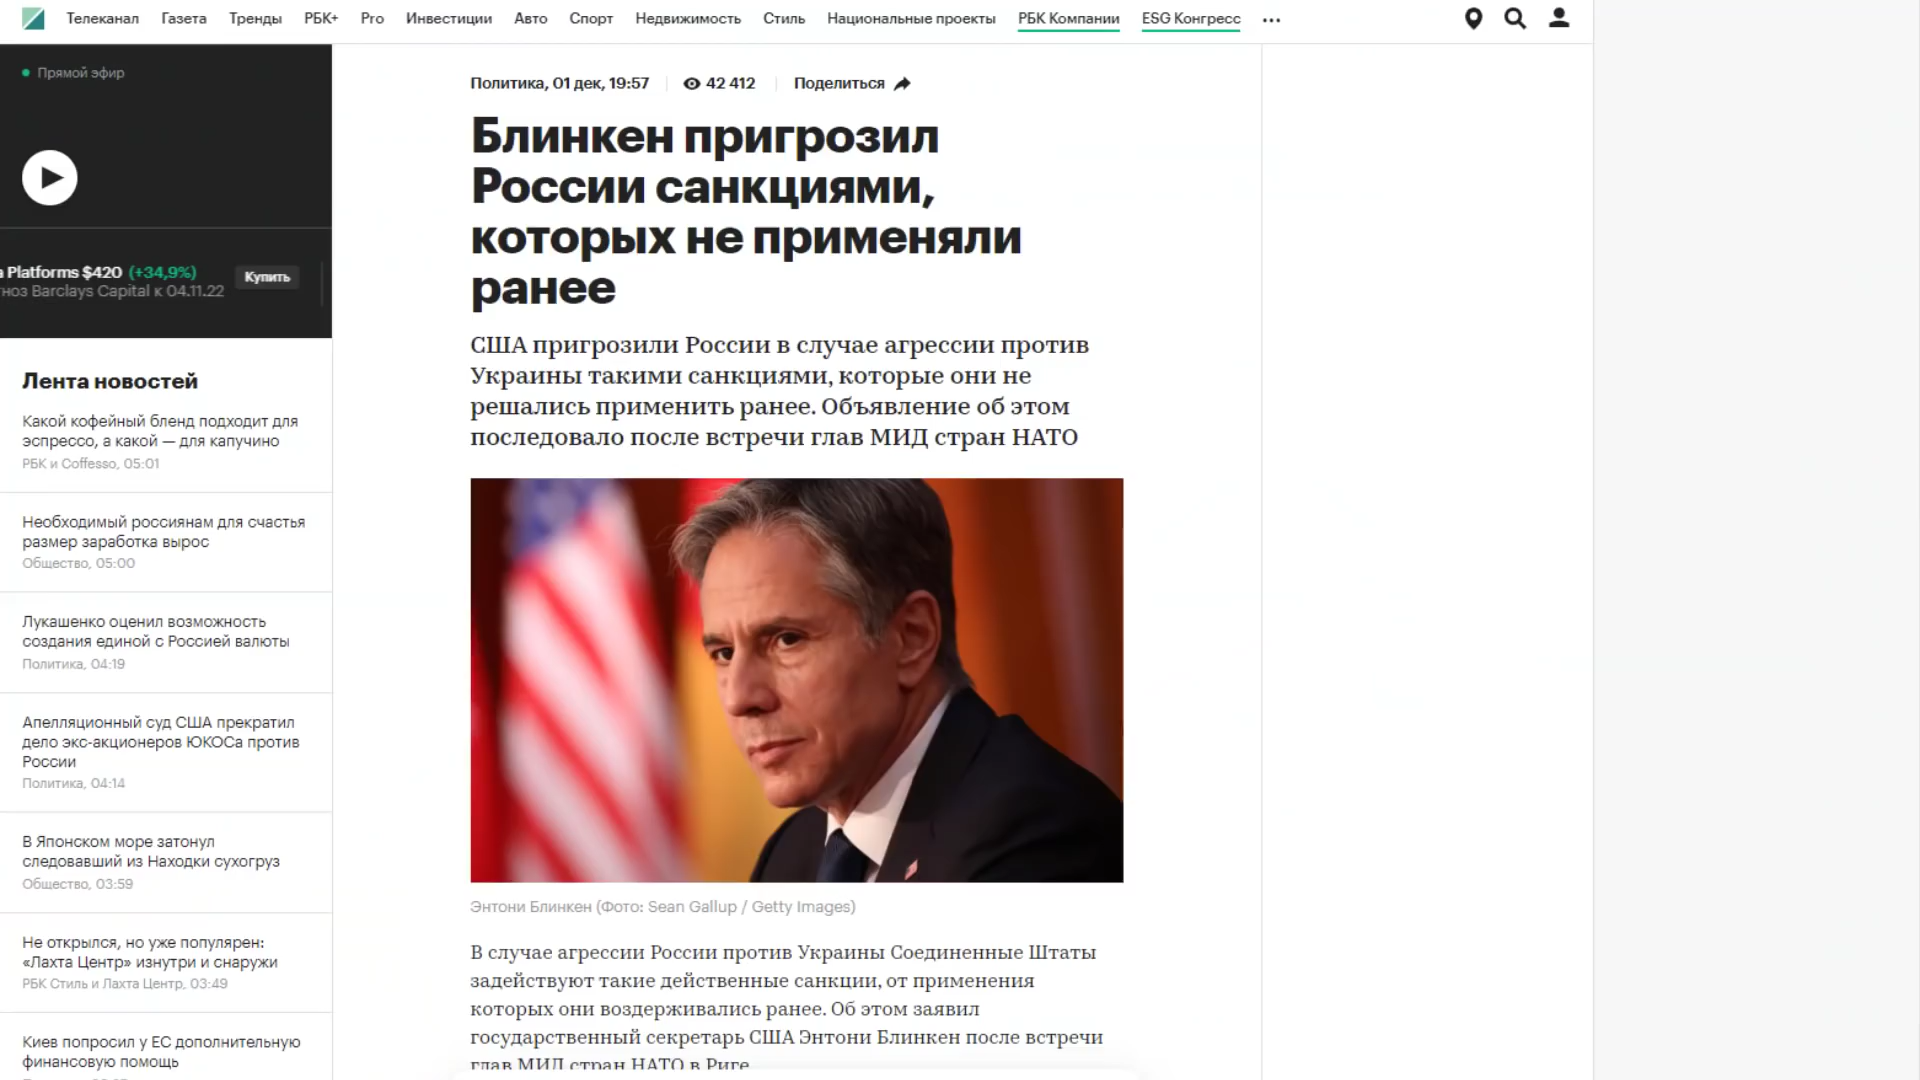 Телеканал Газета Тренды РБК+ Pro Инвестиции Авто Спорт Недвижимость Стиль Национальные проекты РБК Компании ESG Конгресс ...
Прямой эфир
Platforms $420 (+34,9%)
Barclays Capital к 04.11.22
Купить
Лента новостей
Какой кофейный бленд подходит для
эспрессо, а какой — для капучино
РБК и Coffesso, 05:01
Необходимый россиянам для счастья
размер заработка вырос
Общество, 05:00
Лукашенко оценил возможность
создания единой с Россией валюты
Политика, 04:19
Апелляционный суд США прекратил
дело экс-акционеров ЮКОСа против
России
Политика, 04:14
В Японском море затонул
следовавший из Находки сухогруз
Общество, 03:59
Не открылся, но уже популярен:
«Лахта Центр» изнутри и снаружи
РБК Стиль и Лахта Центр, 03:49
Киев попросил у ЕС дополнительную
финансовую помощь
Политика, 01 дек, 19:57 42 412 Поделиться
Блинкен пригрозил
России санкциями,
которых не применяли
ранее
США пригрозили России в случае агрессии против
Украины такими санкциями, которые они не
решались применить ранее. Объявление об этом
последовало после встречи глав МИД стран НАТО
Энтони Блинкен (Фото: Sean Gallup / Getty Images)
В случае агрессии России против Украины Соединенные Штаты
задействуют такие действенные санкции, от применения
которых они воздерживались ранее. Об этом заявил
государственный секретарь США Энтони Блинкен после встречи
глав МИД стран НАТО в Риге